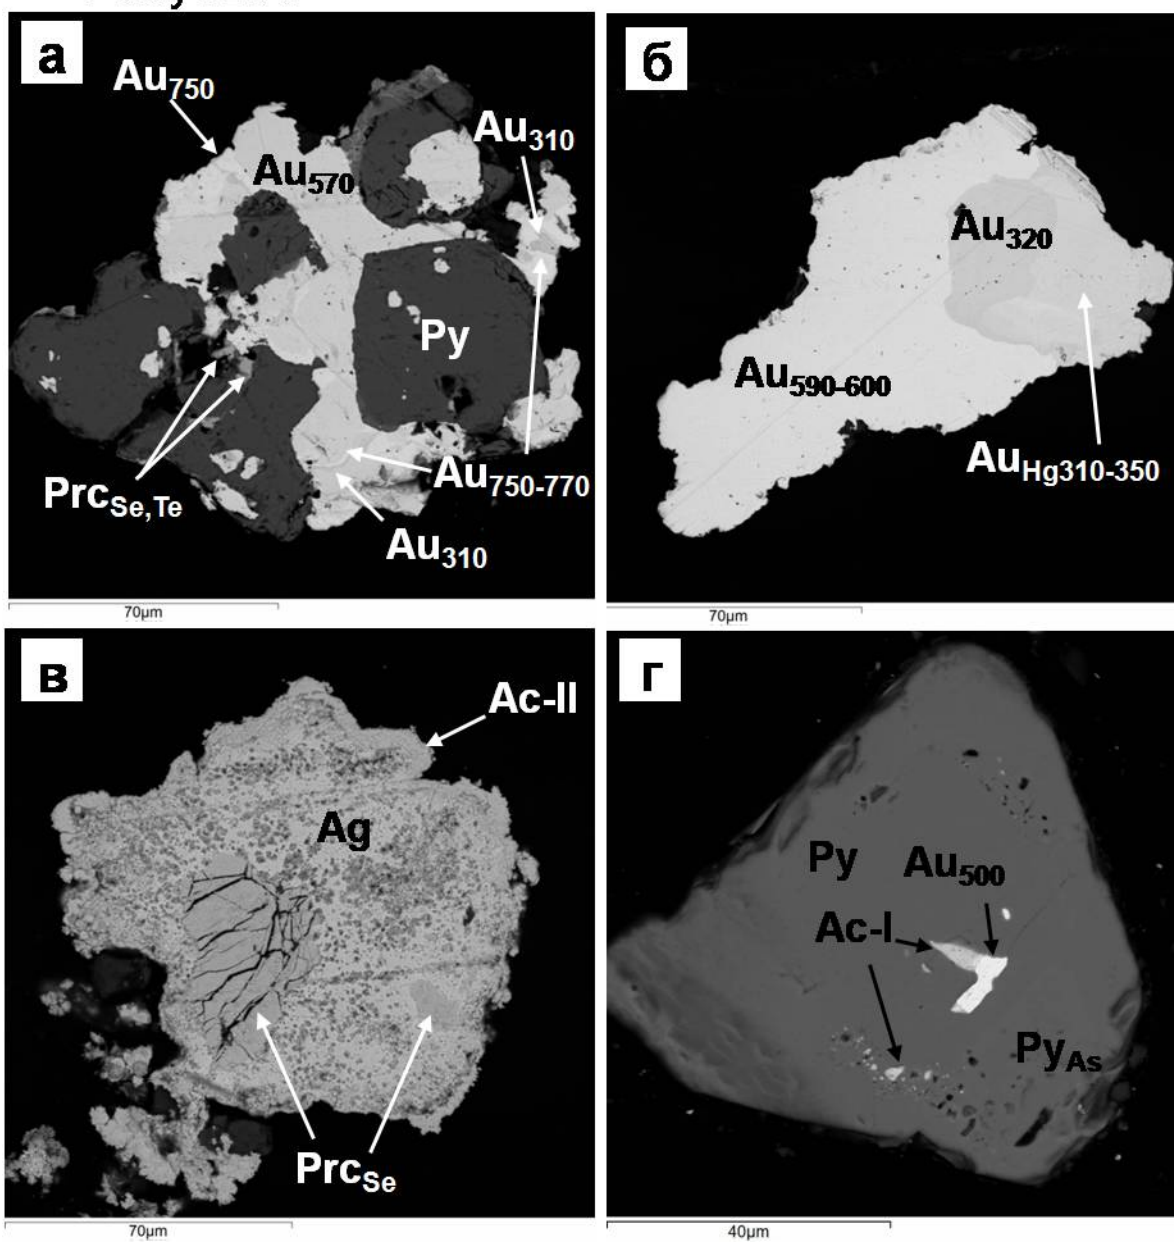 а
Au750
Au310
Au570
Py
PrcSe,Te
Au750-770
Au310
70µm
б
Au320
Au590-600
AuHg310-350
70µm
в
Ac-II
Ag
PrcSe
70µm
г
Py
Au500
Ac-I
PyAs
40µm